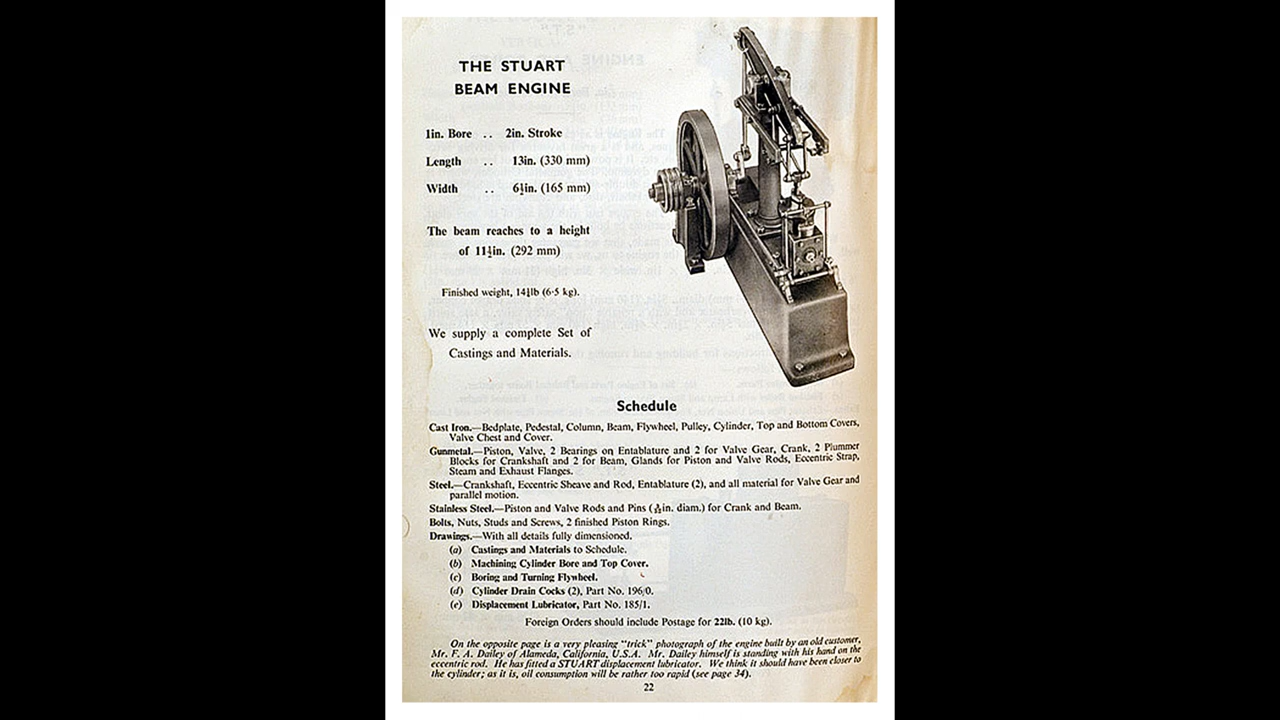 THE STUART
BEAM ENGINE
1in. Bore .. 2in. Stroke
Length .. 13in. (330 mm)
Width .. 6½in. (165 mm)
The beam reaches to a height
of 11½in. (292 mm)
Finished weight, 14¼lb (6·5 kg).
We supply a complete Set of
Castings and Materials.
Schedule
Cast Iron.—Bedplate, Pedestal, Column, Beam, Flywheel, Pulley, Cylinder, Top and Bottom Covers,
Valve Chest and Cover.
Gunmetal.—Piston, Valve, 2 Bearings on Entablature and 2 for Valve Gear, Crank, 2 Plummer
Blocks for Crankshaft and 2 for Beam, Glands for Piston and Valve Rods, Eccentric Strap,
Steam and Exhaust Flanges.
Steel.—Crankshaft, Eccentric Sheave and Rod, Entablature (2), and all material for Valve Gear and
parallel motion.
Stainless Steel.—Piston and Valve Rods and Pins (in. diam.) for Crank and Beam.
Bolts, Nuts, Studs and Screws, 2 finished Piston Rings.
Drawings.—With all details fully dimensioned.
(a) Castings and Materials to Schedule.
(b) Machining Cylinder Bore and Top Cover.
(c) Boring and Turning Flywheel.
(d) Cylinder Drain Cocks (2), Part No. 196/0.
(e) Displacement Lubricator, Part No. 185/1.
Foreign Orders should include Postage for 22lb. (10 kg).
On the opposite page is a very pleasing "trick" photograph of the engine built by an old customer,
Mr. F. A. Dailey of Alameda, California, U.S.A. Mr. Dailey himself is standing with his hand on the
eccentric rod. He has fitted a STUART displacement lubricator. We think it should have been closer to
the cylinder; as it is, oil consumption will be rather too rapid (see page 34).
22